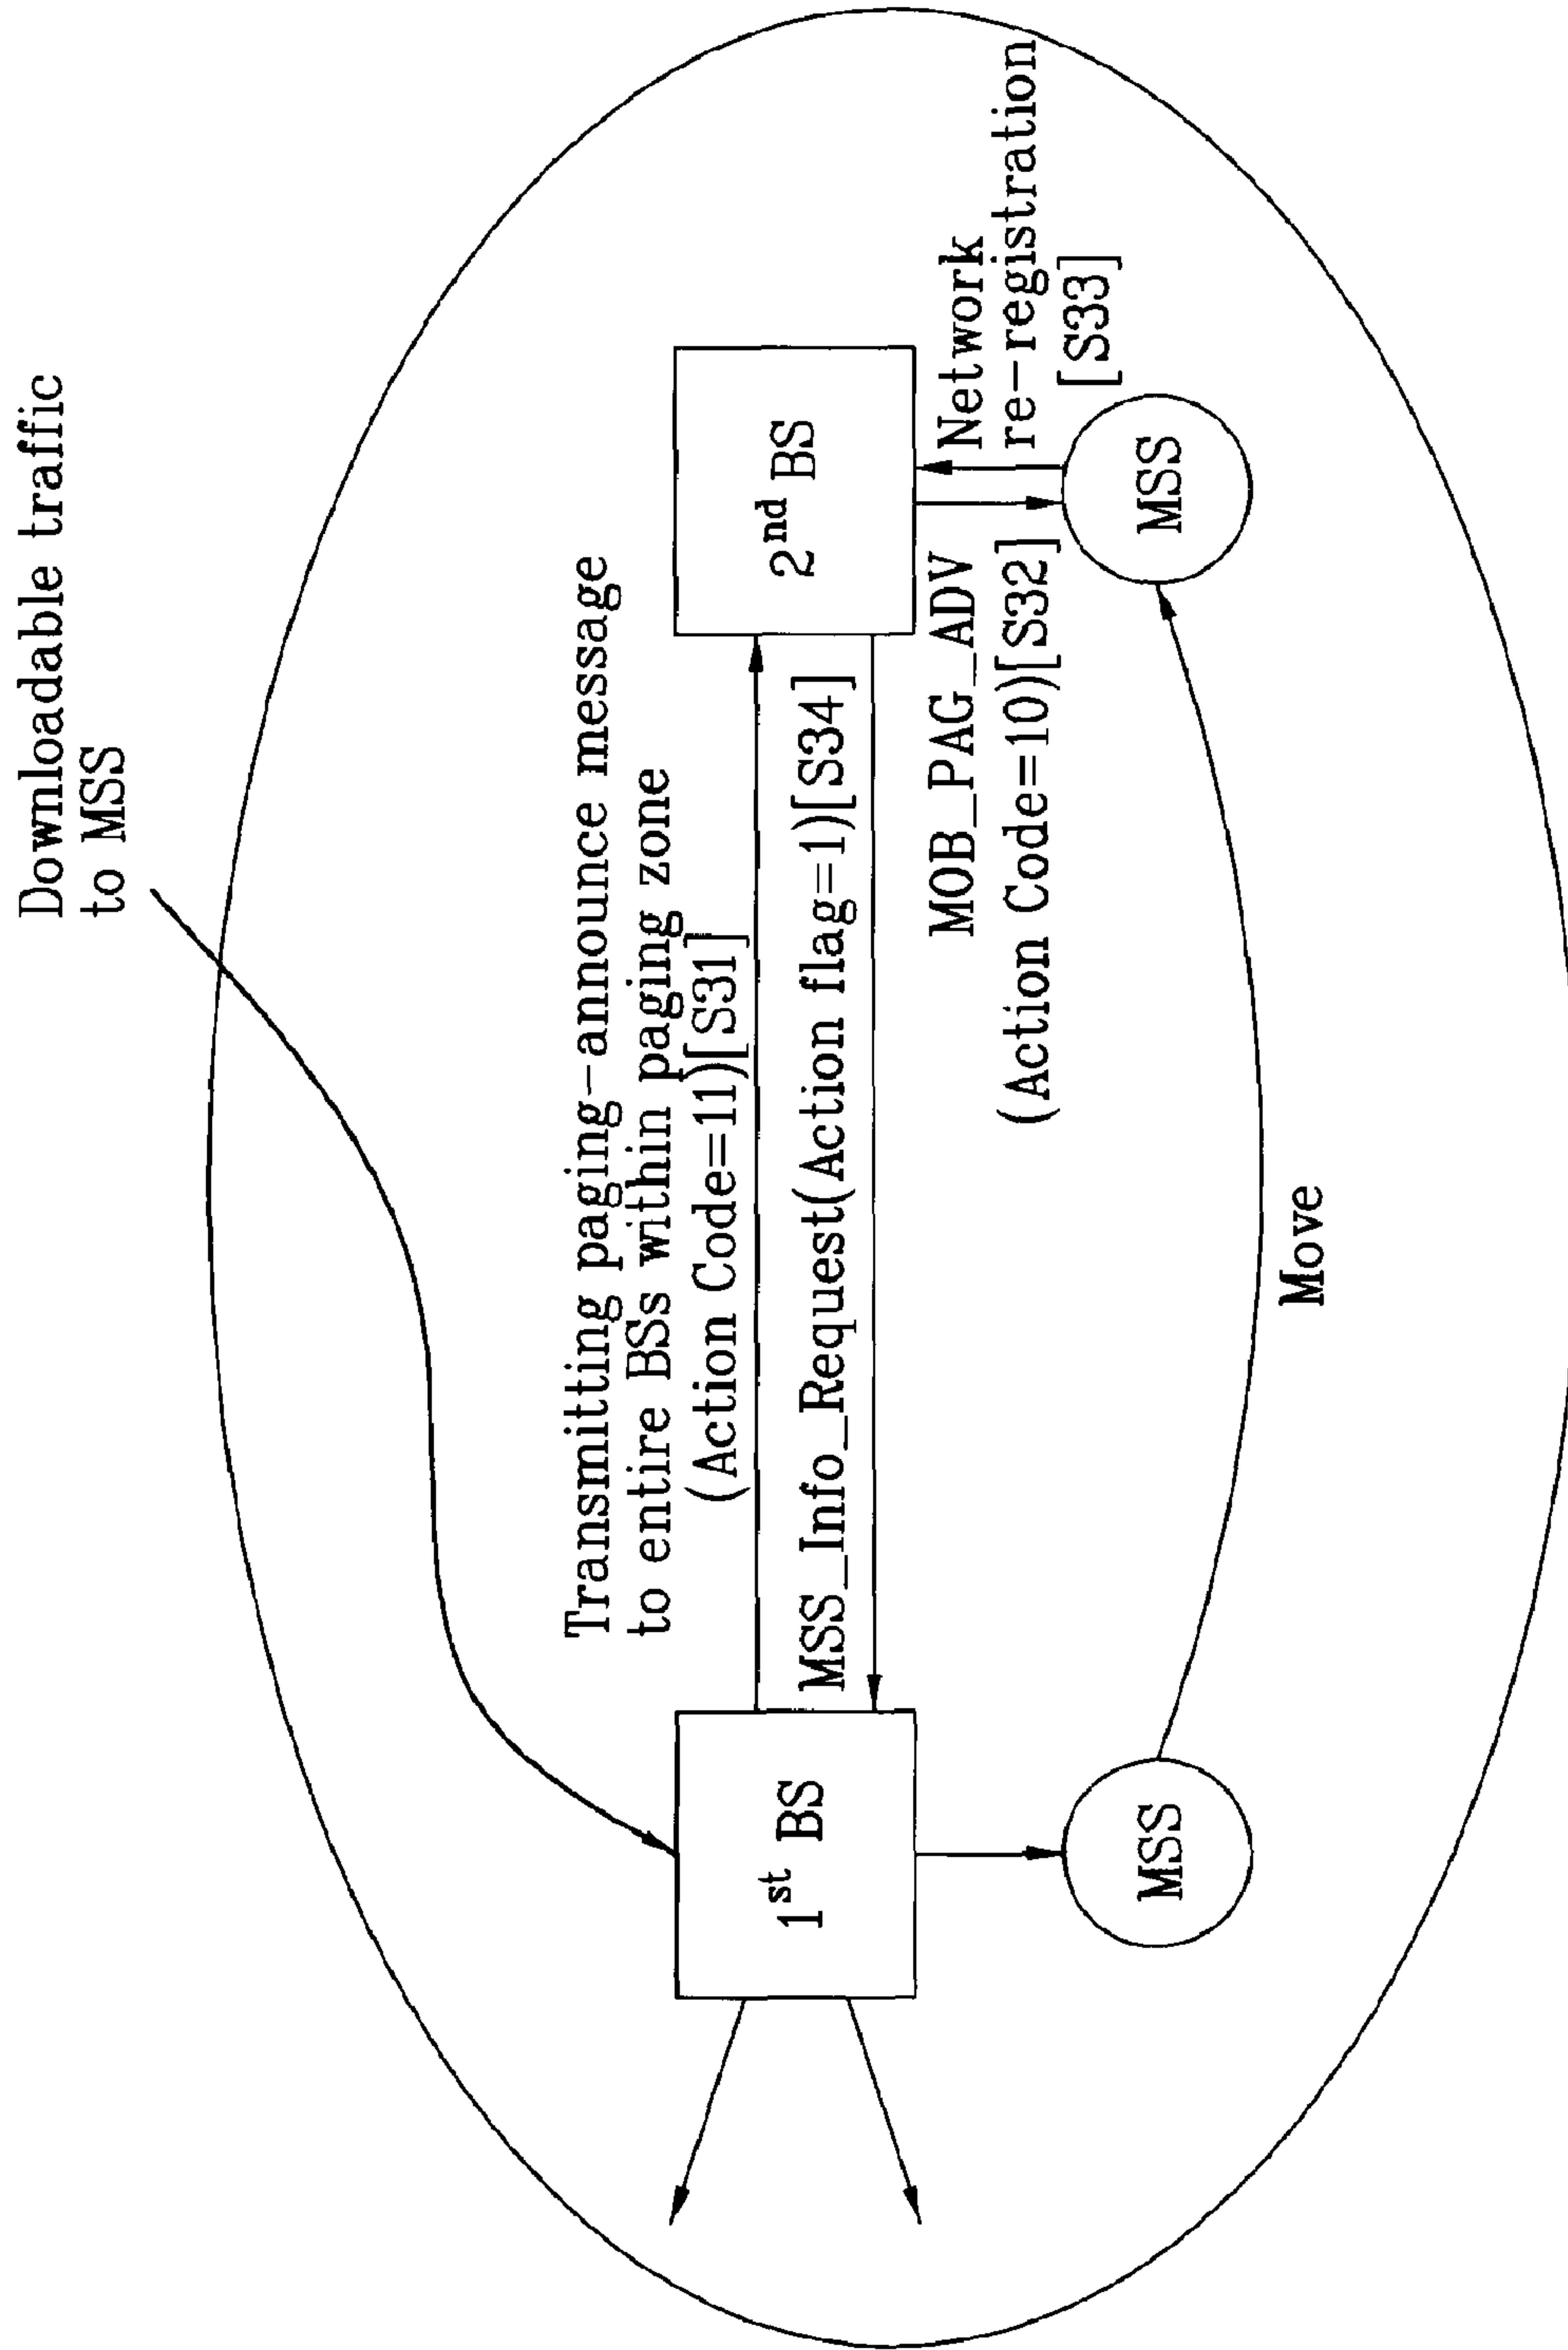 Downloadable traffic
to MSS
Transmitting paging-announce message
to entire BSs within paging zone
(Action Code=11)[S31]
1st BS
2nd BS
MSS_Info_Request(Action flag=1)[S34]
MOB_PAG_ADV
(Action Code=10)[S32]
Network
re-registration
[S33]
MSS
MSS
Move